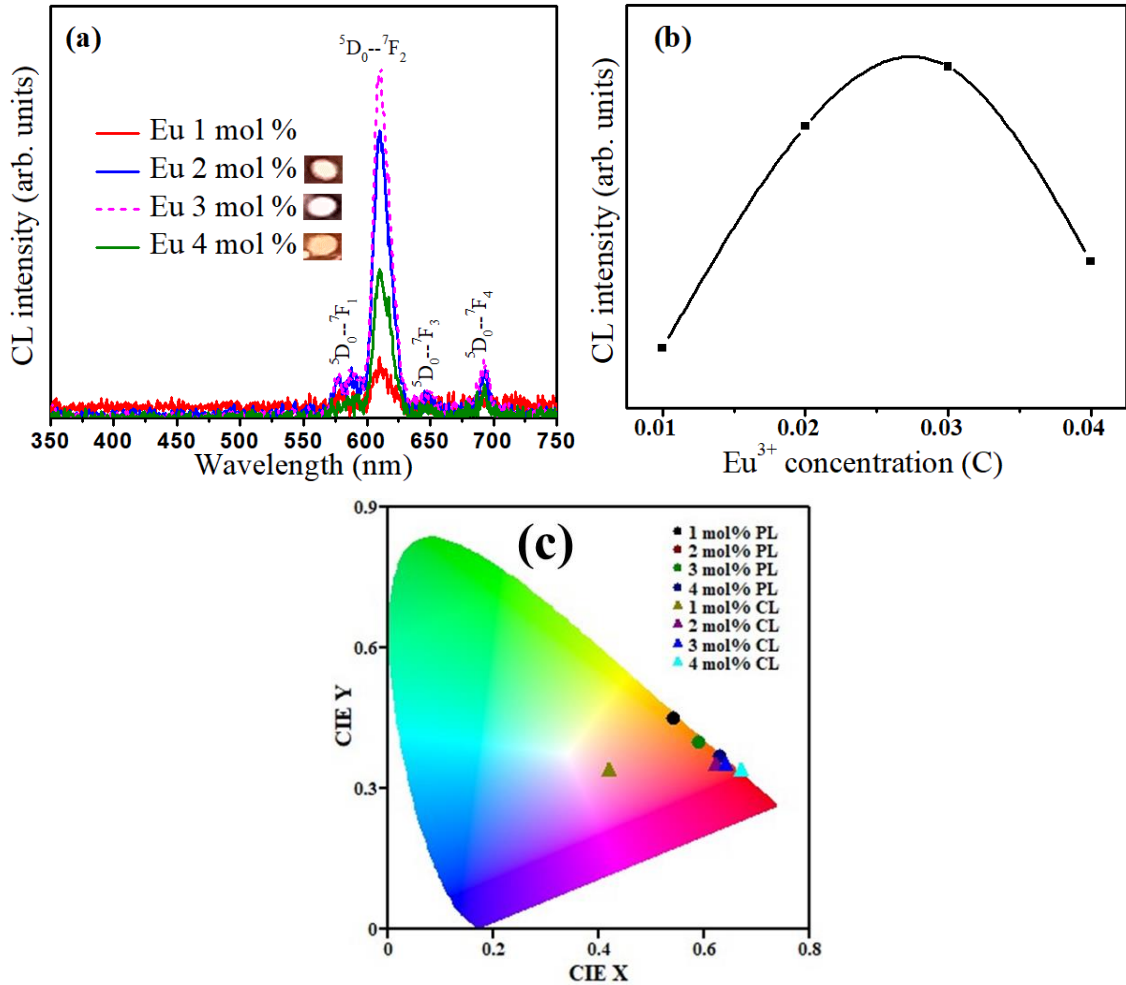 (a)
⁵D₀--⁷F₂
Eu 1 mol %
Eu 2 mol %
Eu 3 mol %
Eu 4 mol %
⁵D₀--⁷F₁
⁵D₀--⁷F₃
⁵D₀--⁷F₄
CL intensity (arb. units)
350 400 450 500 550 600 650 700 750
Wavelength (nm)
(b)
CL intensity (arb. units)
0.01 0.02 0.03 0.04
Eu³⁺ concentration (C)
(c)
1 mol% PL
2 mol% PL
3 mol% PL
4 mol% PL
1 mol% CL
2 mol% CL
3 mol% CL
4 mol% CL
0.9
0.6
0.3
0
CIE Y
0 0.2 0.4 0.6 0.8
CIE X